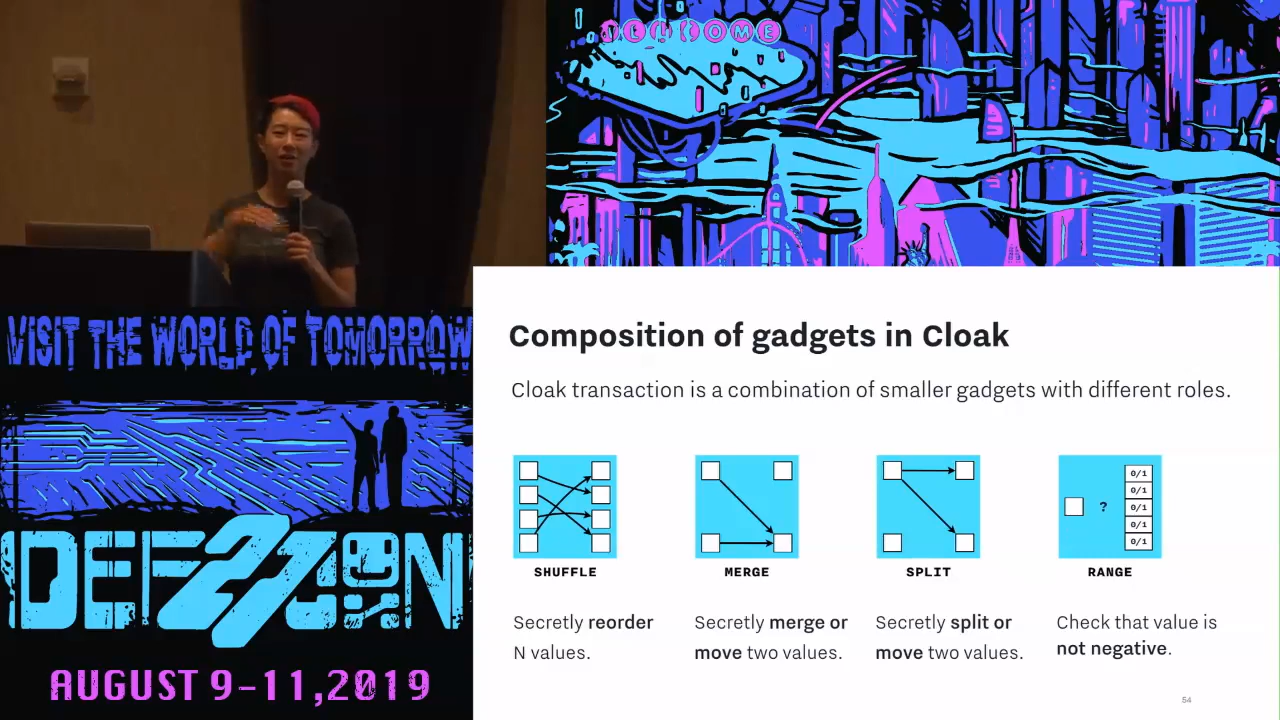 WELCOME
VISIT THE WORLD OF TOMORROW
DEFCON
27
AUGUST 9-11,2019
Composition of gadgets in Cloak
Cloak transaction is a combination of smaller gadgets with different roles.
0/1
0/1
?
0/1
0/1
0/1
SHUFFLE
MERGE
SPLIT
RANGE
Secretly reorder
N values.
Secretly merge or
move two values.
Secretly split or
move two values.
Check that value is
not negative.
54